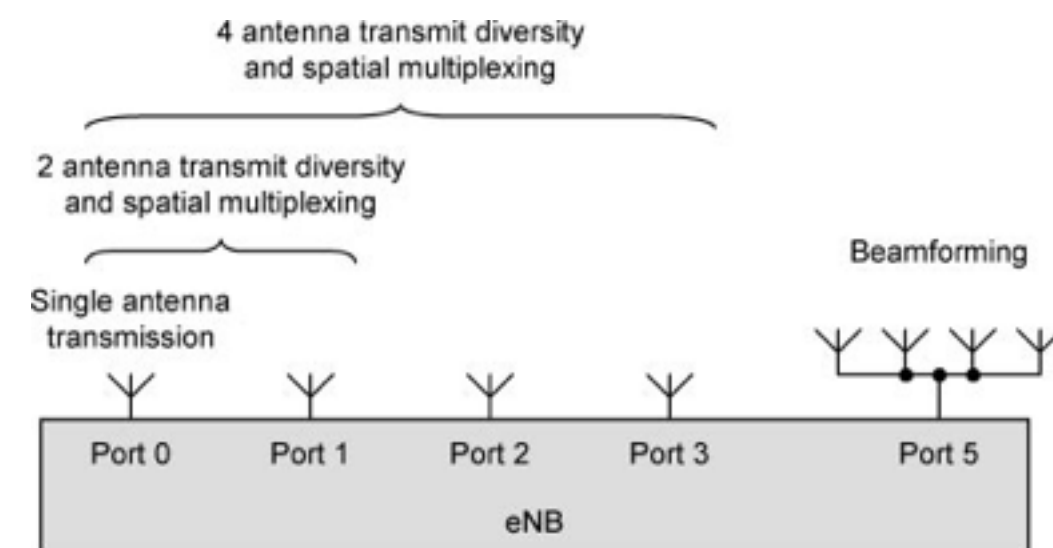 4 antenna transmit diversity
and spatial multiplexing
2 antenna transmit diversity
and spatial multiplexing
Beamforming
Single antenna
transmission
Port 0
Port 1
Port 2
Port 3
Port 5
eNB